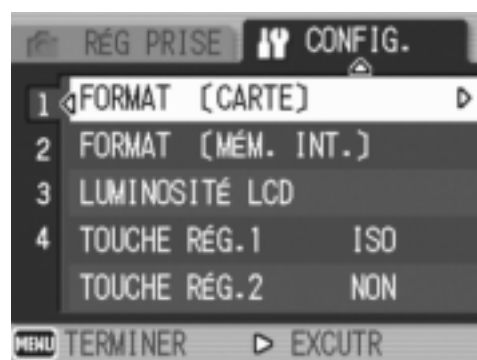 RÉG PRISE CONFIG.
1 FORMAT [CARTE]
2 FORMAT [MÉM. INT.]
3 LUMINOSITÉ LCD
4 TOUCHE RÉG.1 ISO
TOUCHE RÉG.2 NON
MENU TERMINER EXCUTR